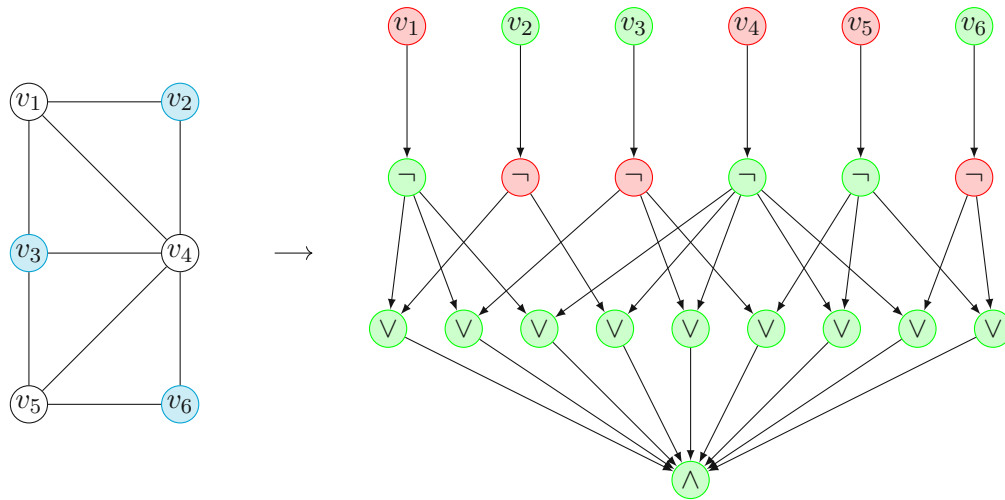 v₁ v₂ v₃ v₄ v₅ v₆
v₁ v₂
¬ ¬ ¬ ¬ ¬ ¬
v₃ v₄ →
∨ ∨ ∨ ∨ ∨ ∨ ∨ ∨ ∨
v₅ v₆
∧